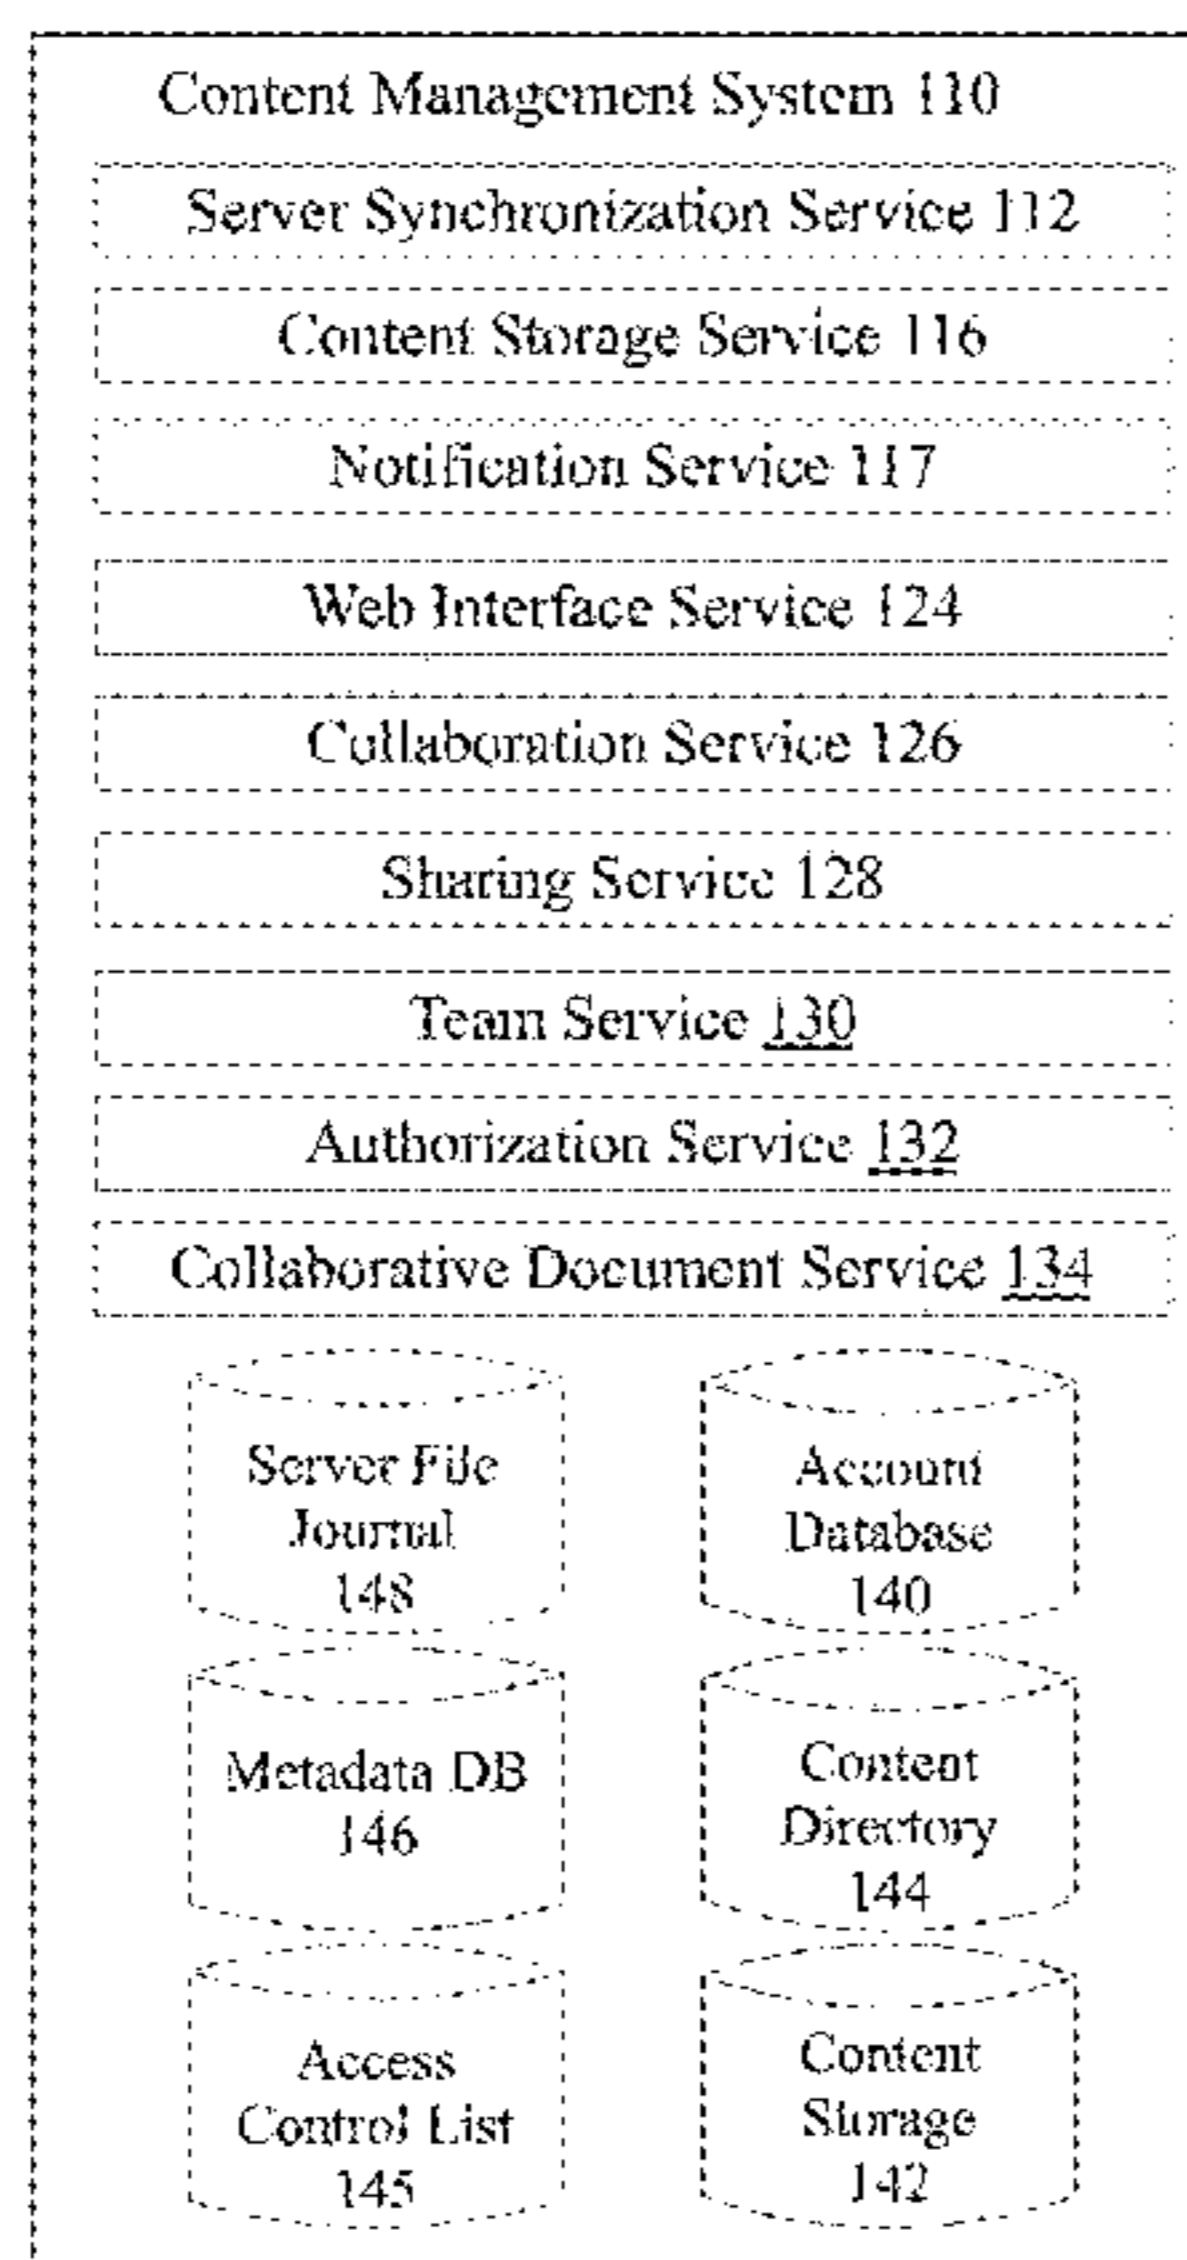 Content Management System 110
Server Synchronization Service 112
Content Storage Service 116
Notification Service 117
Web Interface Service 124
Collaboration Service 126
Sharing Service 128
Team Service 130
Authorization Service 132
Collaborative Document Service 134
Server File
Journal
148
Account
Database
140
Metadata DB
146
Content
Directory
144
Access
Control List
145
Content
Storage
142